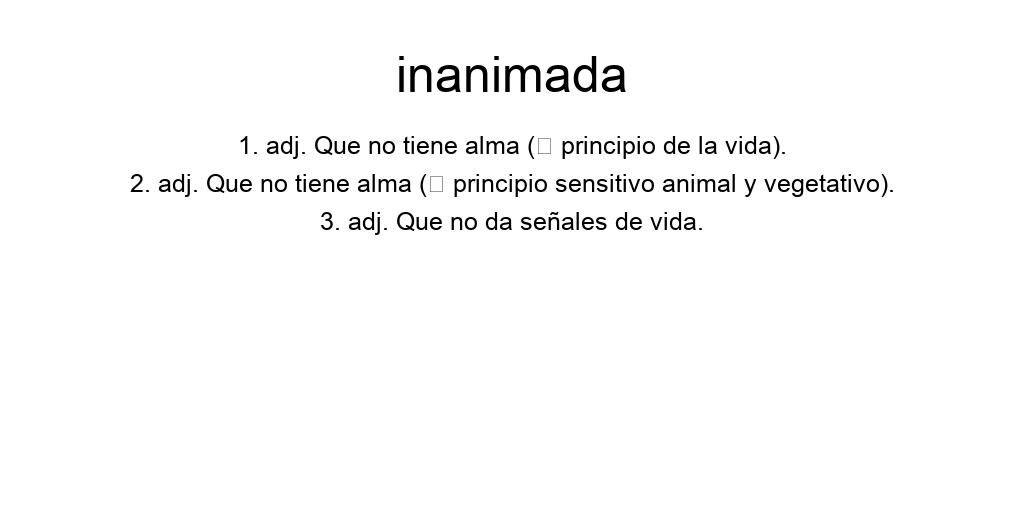 inanimada
1. adj. Que no tiene alma (□ principio de la vida).
2. adj. Que no tiene alma (□ principio sensitivo animal y vegetativo).
3. adj. Que no da señales de vida.